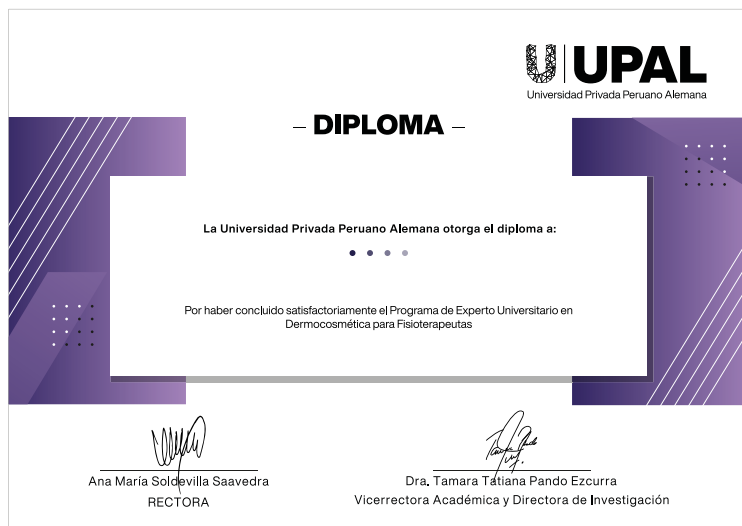 UPAL
Universidad Privada Peruano Alemana
– DIPLOMA –
La Universidad Privada Peruano Alemana otorga el diploma a:
Por haber concluido satisfactoriamente el Programa de Experto Universitario en
Dermocosmética para Fisioterapeutas
Ana María Soldevilla Saavedra
RECTORA
Dra. Tamara Tatiana Pando Ezcurra
Vicerrectora Académica y Directora de Investigación